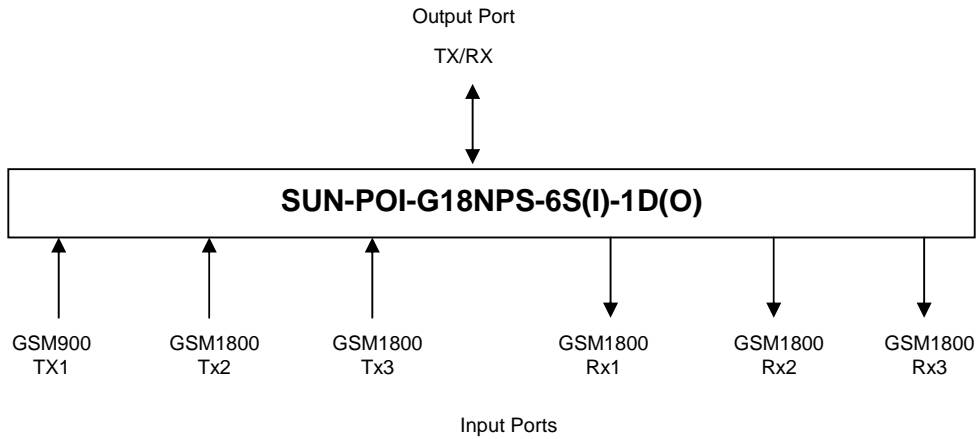 Output Port
TX/RX
SUN-POI-G18NPS-6S(I)-1D(O)
GSM900
TX1
GSM1800
Tx2
GSM1800
Tx3
GSM1800
Rx1
GSM1800
Rx2
GSM1800
Rx3
Input Ports